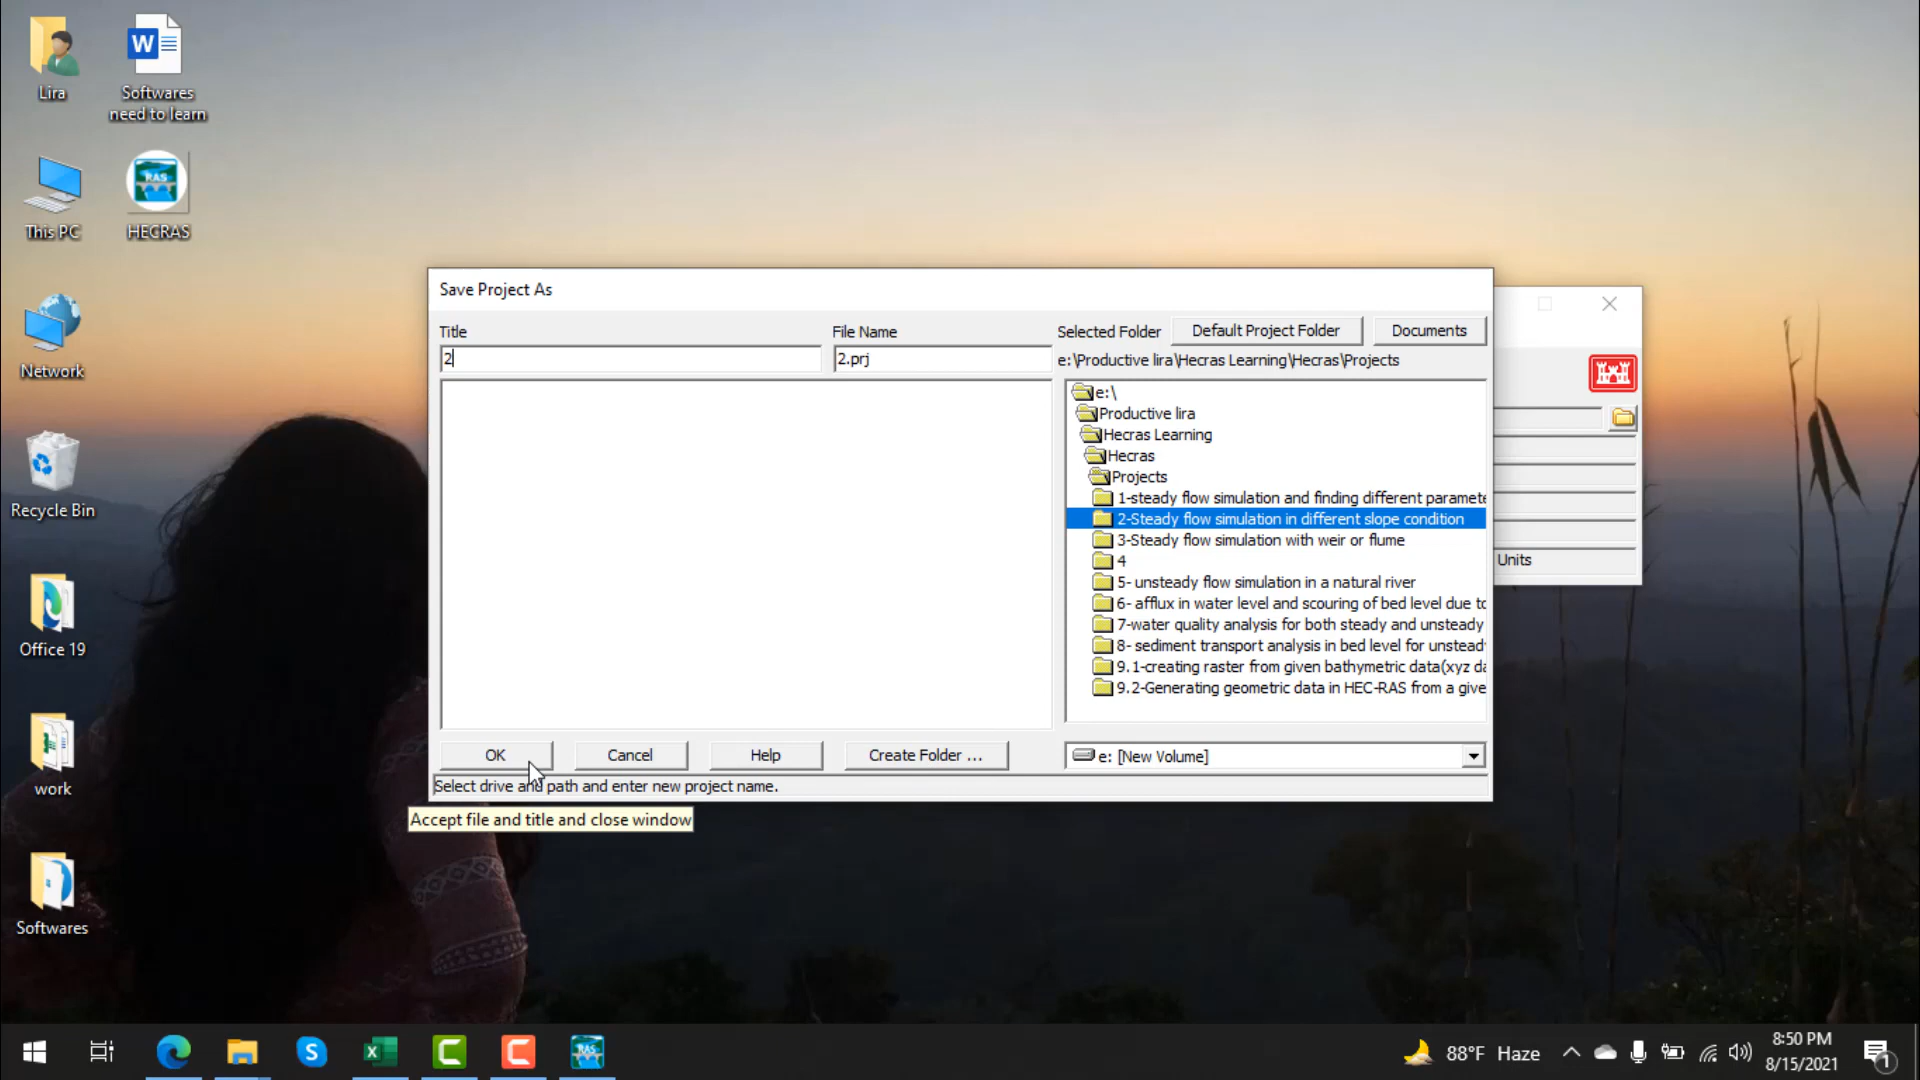 Lira
Softwares
need to learn
This PC
RAS
HECRAS
Network
Recycle Bin
Office 19
work
Softwares
Save Project As
Title
File Name
Selected Folder
Default Project Folder
Documents
2
2.prj
e:\Productive lira\Hecras Learning\Hecras\Projects
e:\
Productive lira
Hecras Learning
Hecras
Projects
1-steady flow simulation and finding different paramete
2-Steady flow simulation in different slope condition
3-Steady flow simulation with weir or flume
4
5- unsteady flow simulation in a natural river
6- afflux in water level and scouring of bed level due to
7-water quality analysis for both steady and unsteady
8- sediment transport analysis in bed level for unsteady
9.1-creating raster from given bathymetric data(xyz da
9.2-Generating geometric data in HEC-RAS from a give
Units
OK
Cancel
Help
Create Folder ...
e: [New Volume]
Select drive and path and enter new project name.
Accept file and title and close window
88°F Haze
8:50 PM
8/15/2021
1